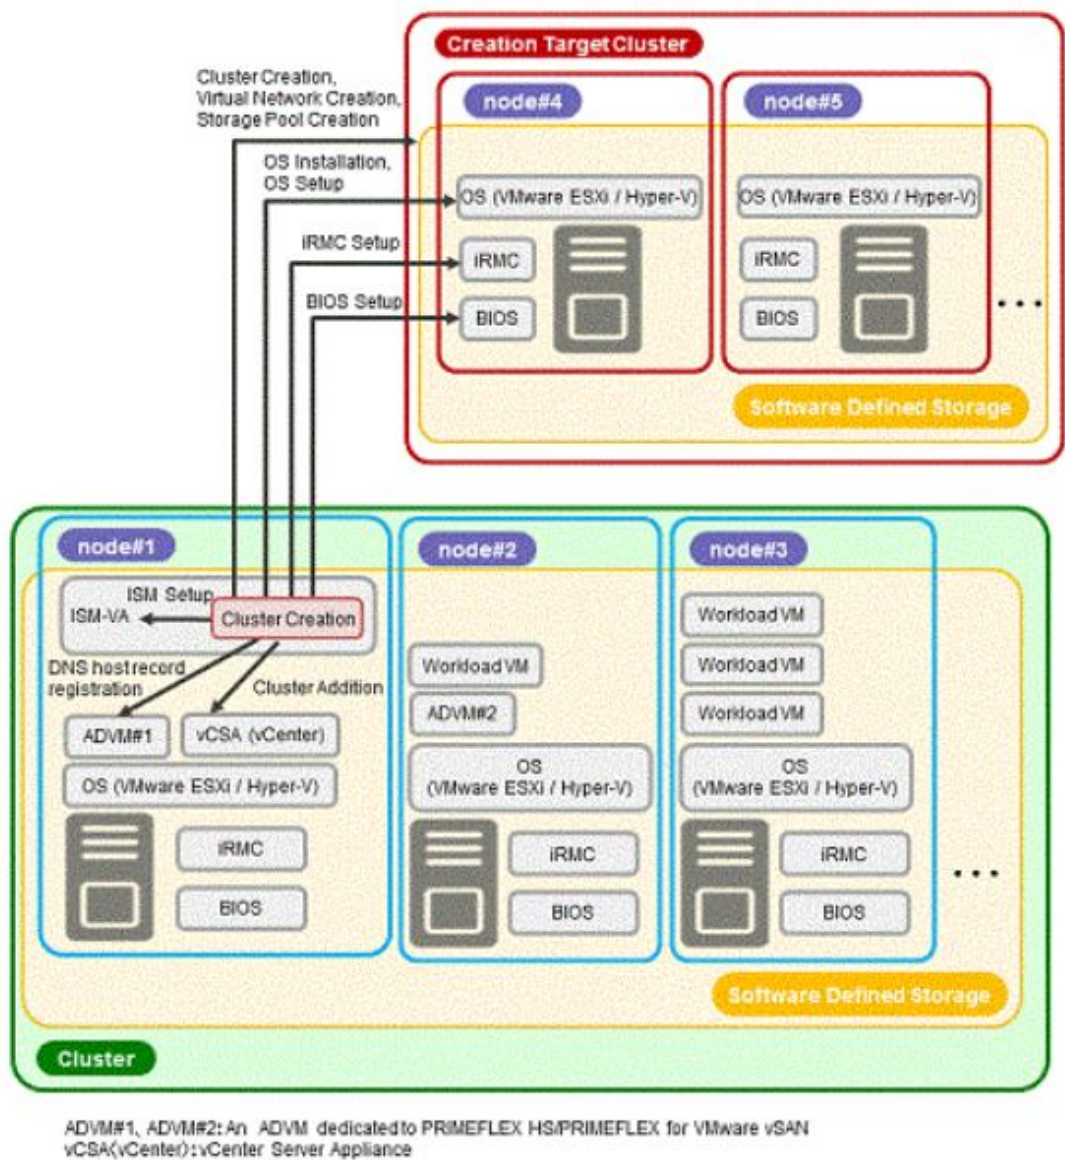 Creation Target Cluster
Cluster Creation,
Virtual Network Creation,
Storage Pool Creation
node#4
node#5
OS Installation,
OS Setup
OS (VMware ESXi / Hyper-V)
OS (VMware ESXi / Hyper-V)
iRMC Setup
iRMC
iRMC
BIOS Setup
BIOS
BIOS
Software Defined Storage
node#1
node#2
node#3
ISM Setup
ISM-VA
Cluster Creation
Workload VM
DNS host record
registration
Cluster Addition
Workload VM
Workload VM
ADVM#1
vCSA (vCenter)
ADVM#2
Workload VM
OS (VMware ESXi / Hyper-V)
OS
(VMware ESXi / Hyper-V)
OS
(VMware ESXi / Hyper-V)
iRMC
iRMC
iRMC
BIOS
BIOS
BIOS
Software Defined Storage
Cluster
ADVM#1, ADVM#2: An ADVM dedicated to PRIMEFLEX HS/PRIMEFLEX for VMware vSAN
vCSA(vCenter):vCenter Server Appliance